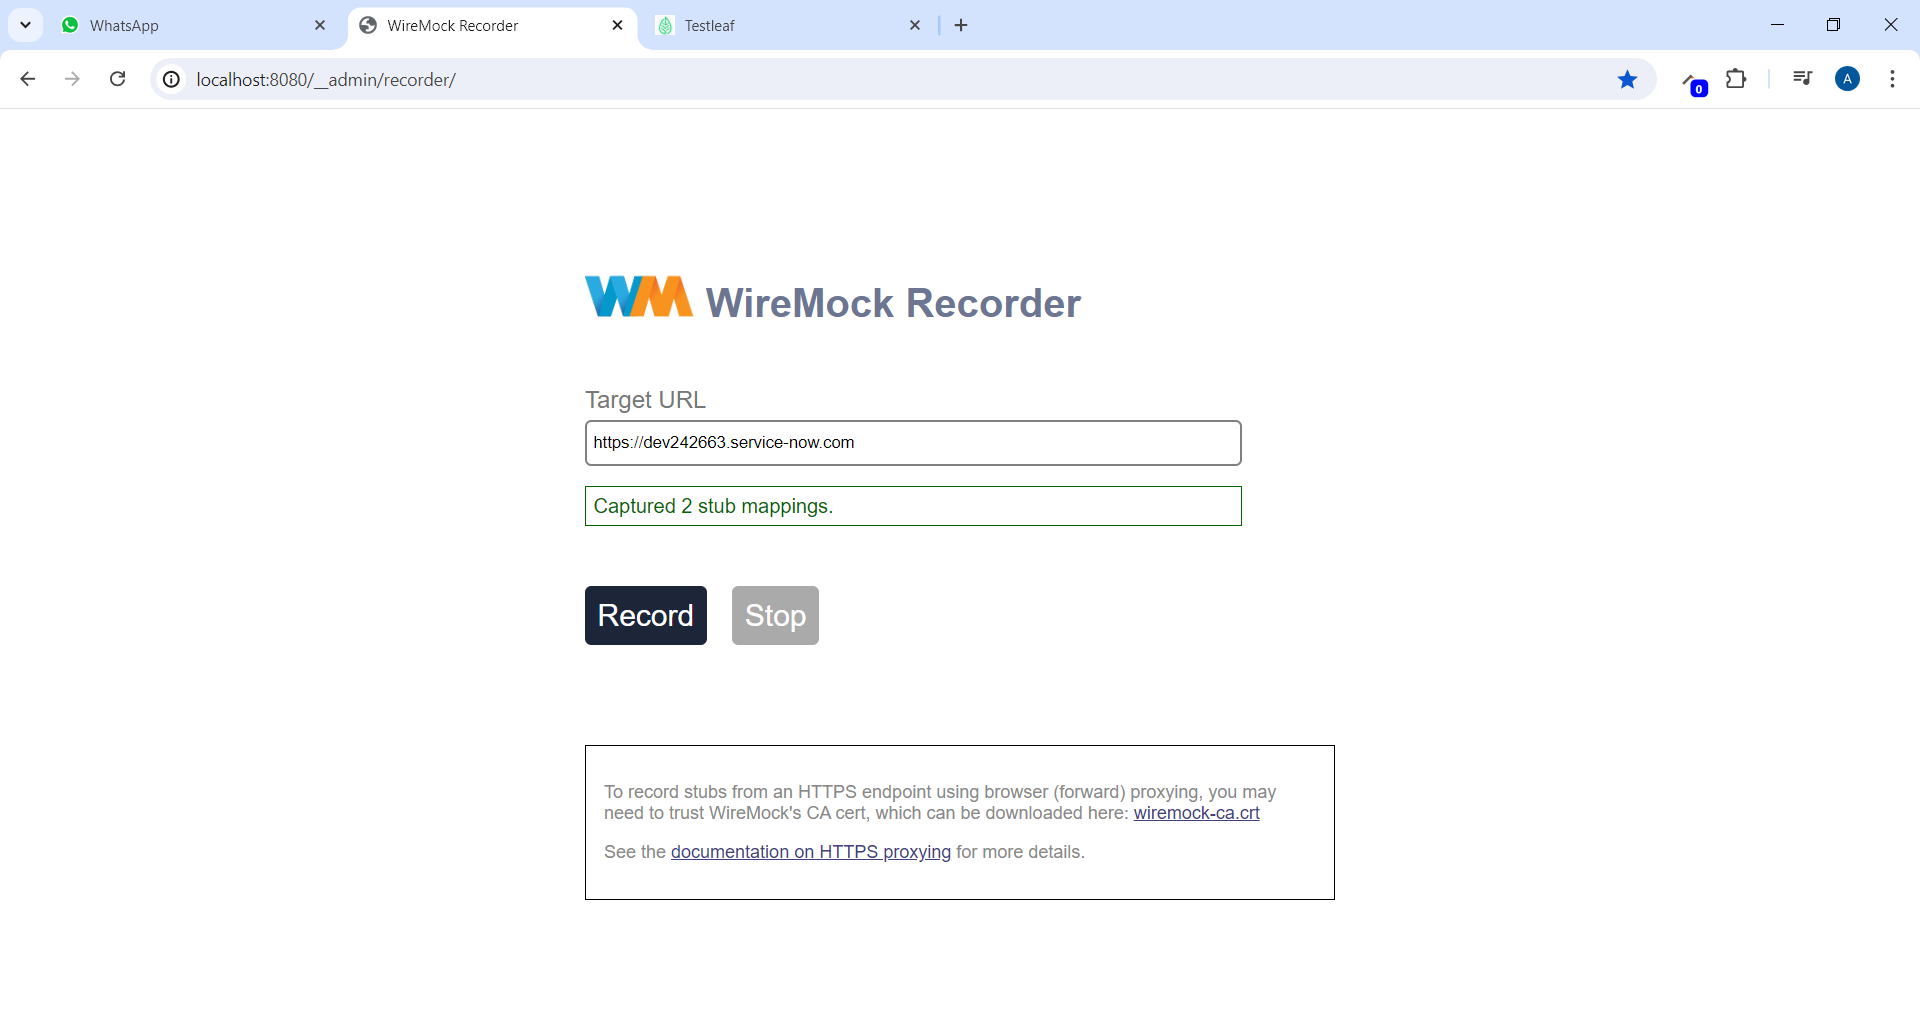 WhatsApp
WireMock Recorder
Testleaf
localhost:8080/__admin/recorder/
0
A
WM WireMock Recorder
Target URL
https://dev242663.service-now.com
Captured 2 stub mappings.
Record
Stop
To record stubs from an HTTPS endpoint using browser (forward) proxying, you may
need to trust WireMock's CA cert, which can be downloaded here: wiremock-ca.crt
See the documentation on HTTPS proxying for more details.